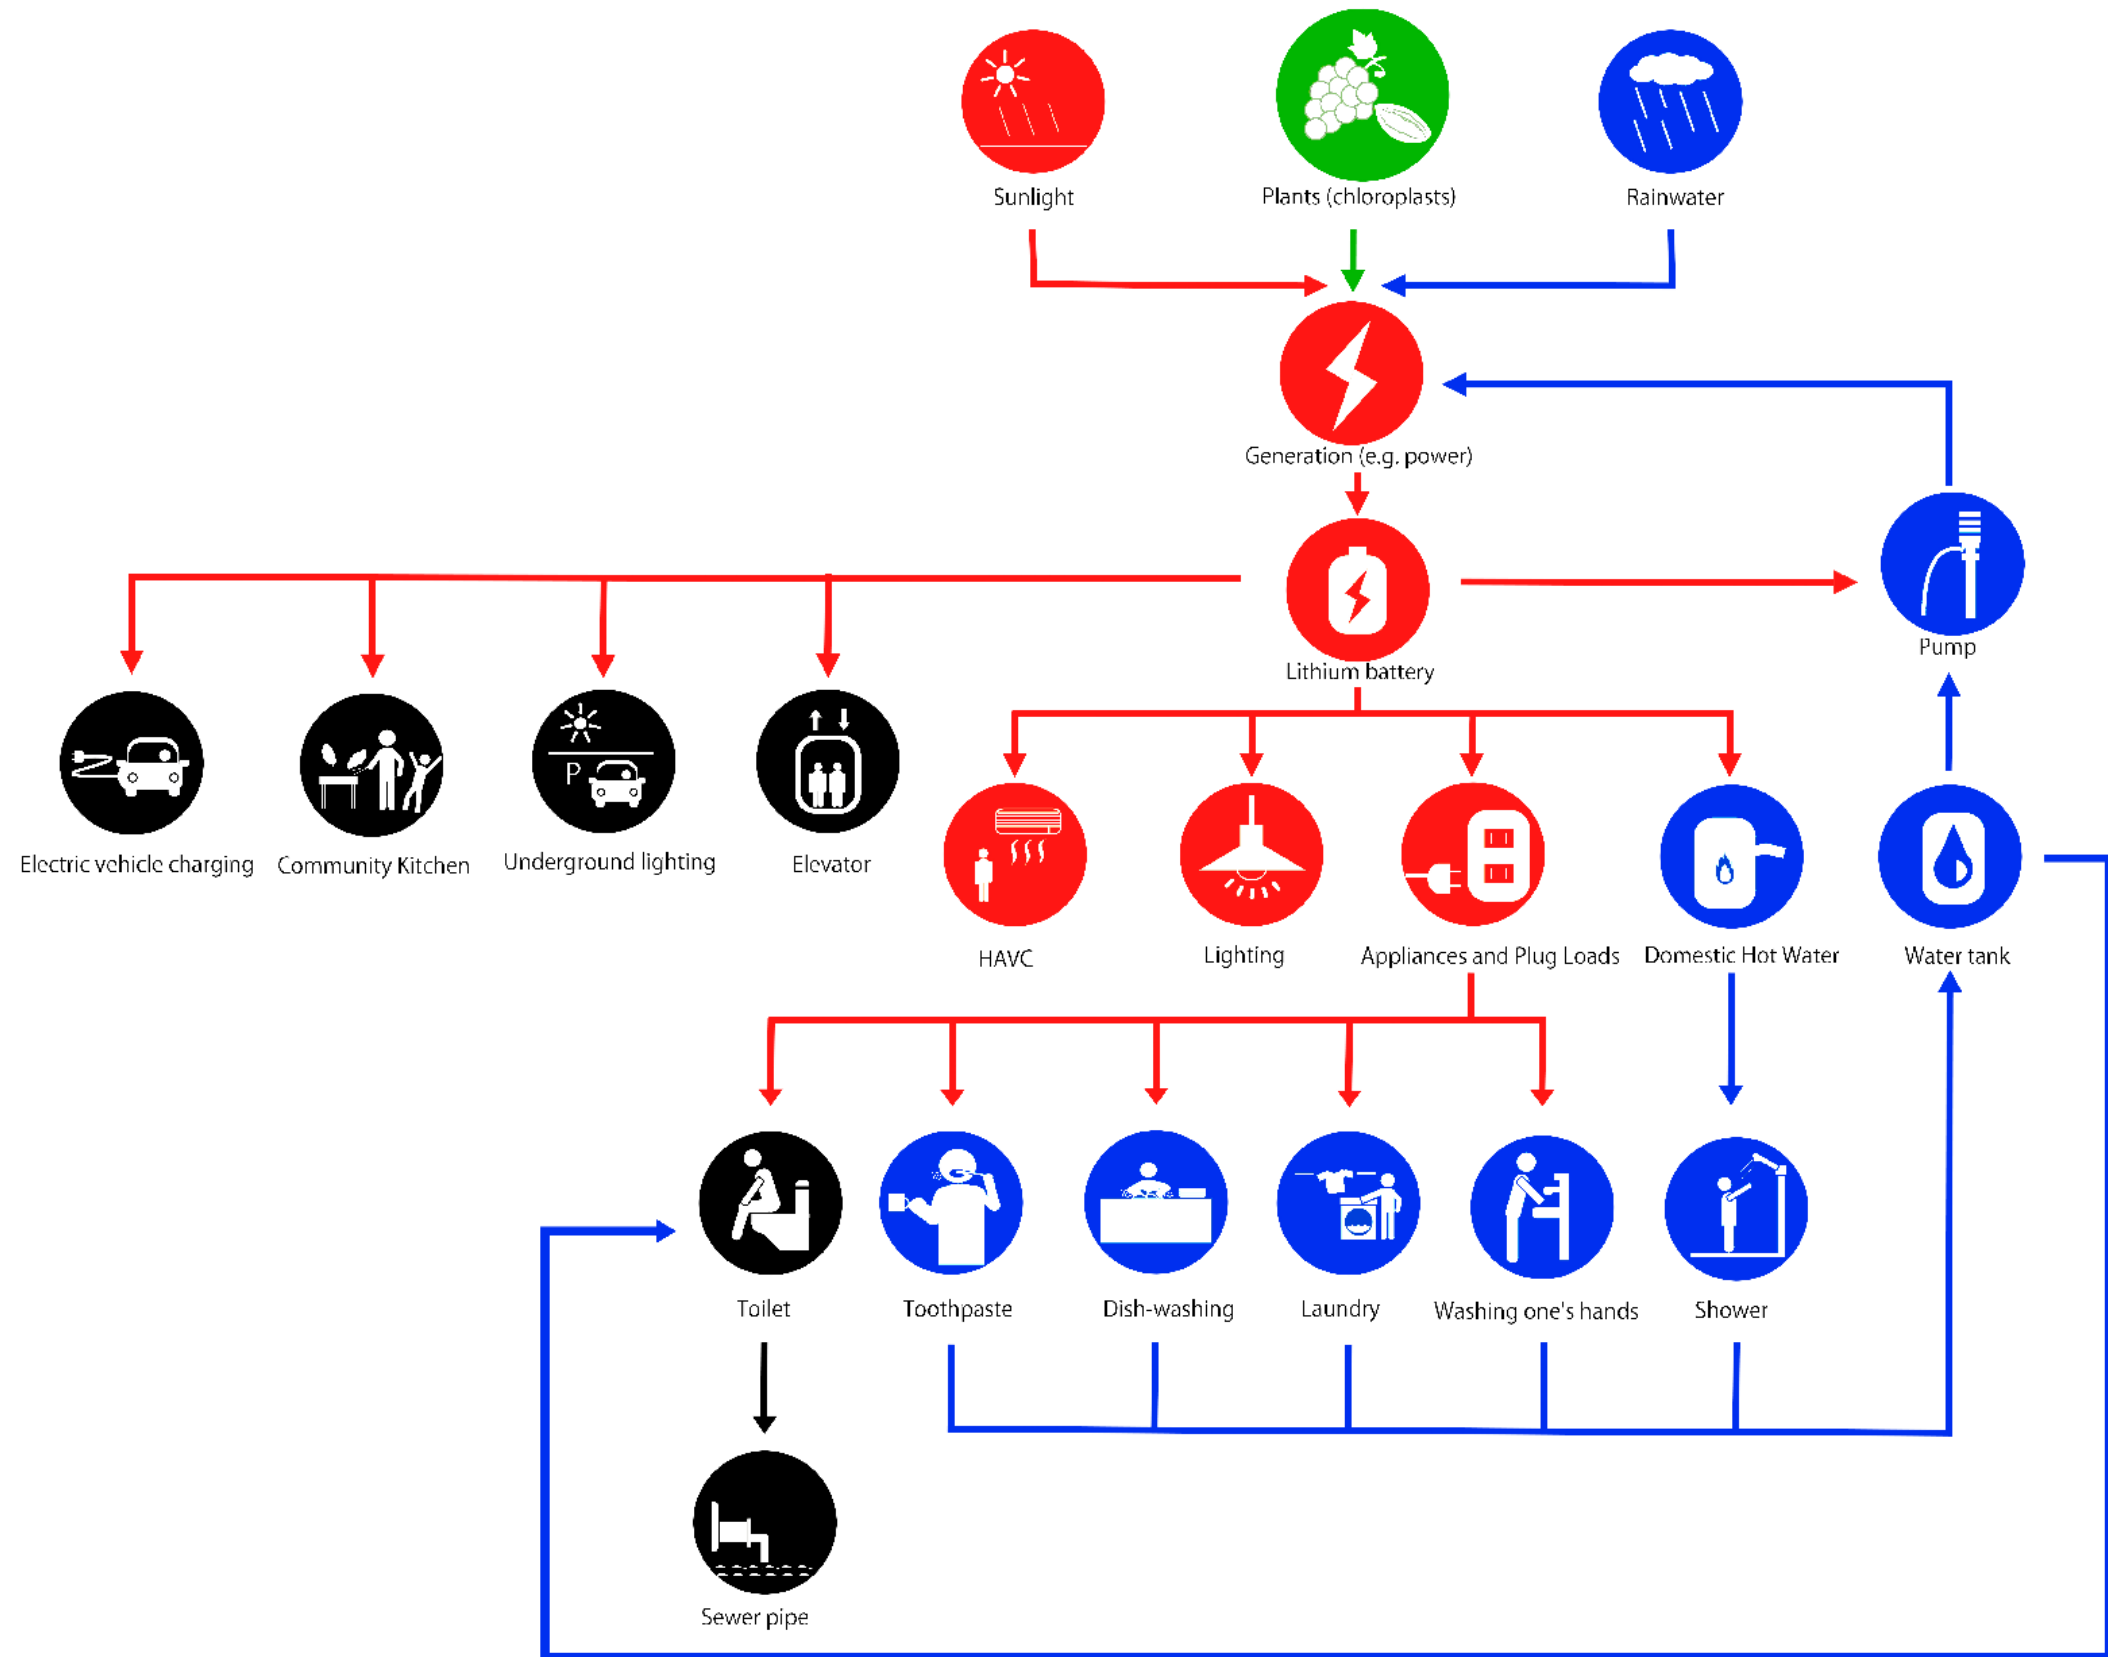 Sunlight
Plants (chloroplasts)
Rainwater
Generation (e.g. power)
Lithium battery
Pump
P
Electric vehicle charging
Community Kitchen
Underground lighting
Elevator
HAVC
Lighting
Appliances and Plug Loads
Domestic Hot Water
Water tank
Toilet
Toothpaste
Dish-washing
Laundry
Washing one's hands
Shower
Sewer pipe